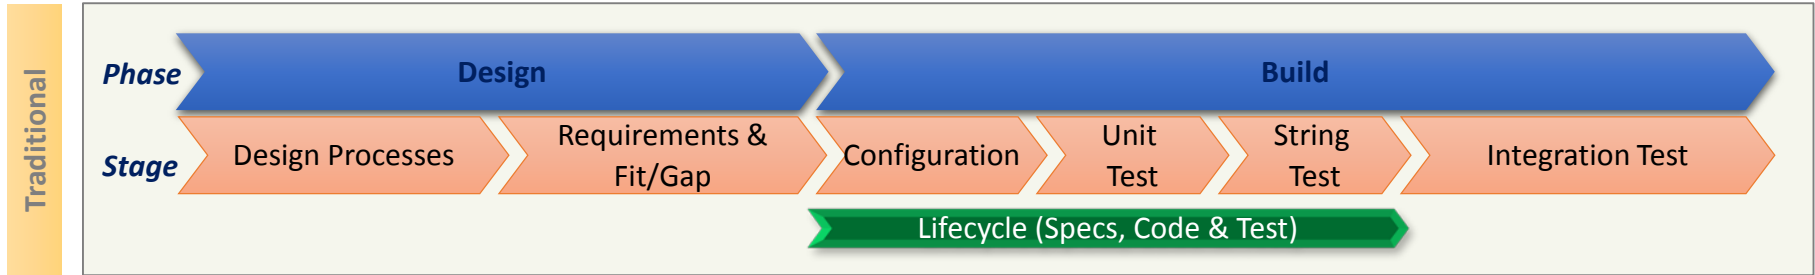 Traditional
Phase
Design
Build
Stage
Design Processes
Requirements &
Fit/Gap
Configuration
Unit
Test
String
Test
Integration Test
Lifecycle (Specs, Code & Test)